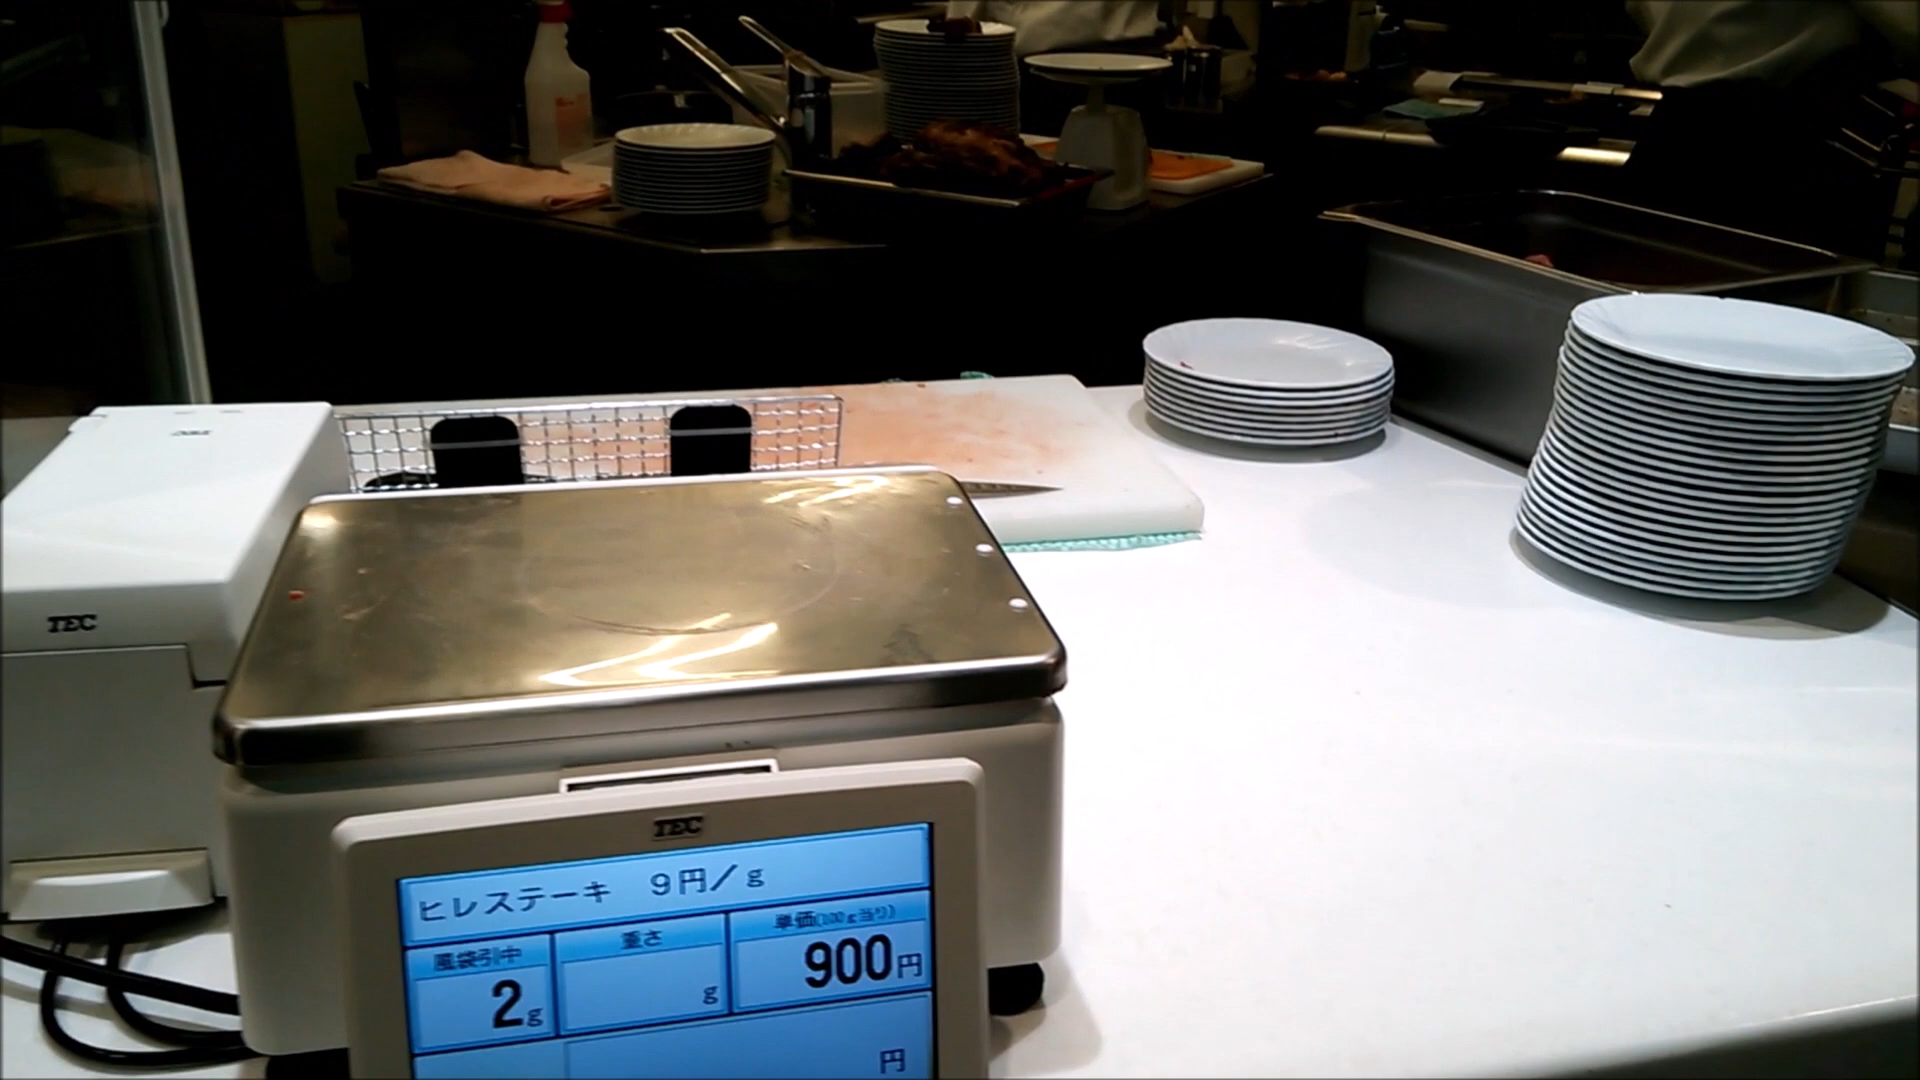 TEC
TEC
ヒレステーキ 9円/g
風袋引中 重さ 単価(100g当り)
2g g 900円
円